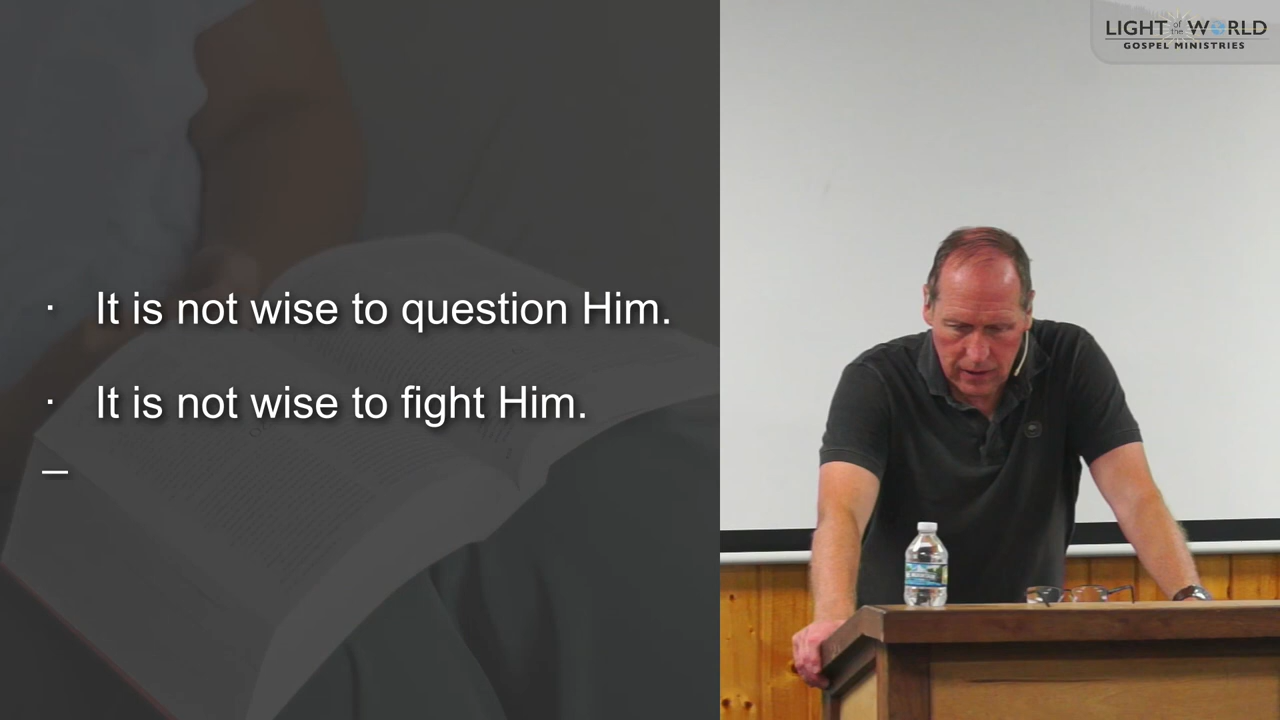 LIGHT of the WORLD
GOSPEL MINISTRIES
· It is not wise to question Him.
· It is not wise to fight Him.
–